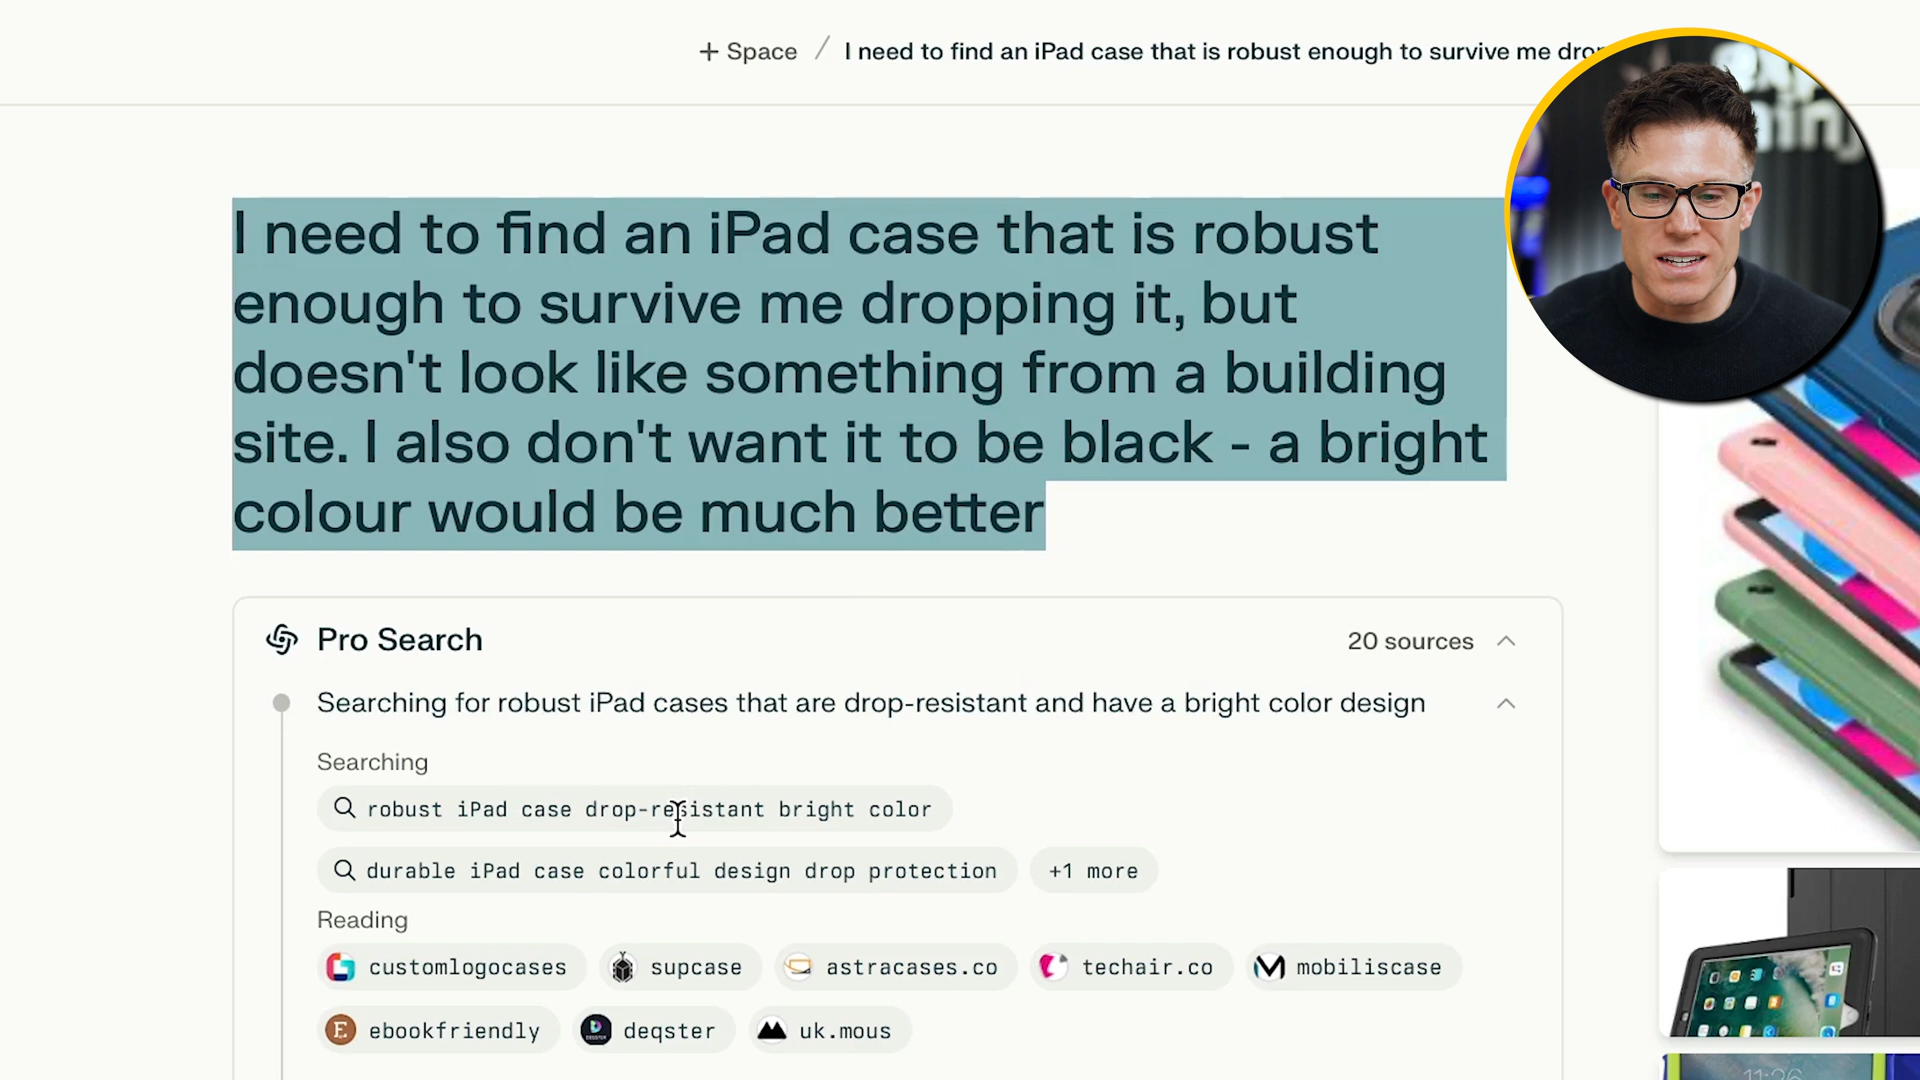 + Space / I need to find an iPad case that is robust enough to survive me
I need to find an iPad case that is robust
enough to survive me dropping it, but
doesn't look like something from a building
site. I also don't want it to be black - a bright
colour would be much better
Pro Search
20 sources
Searching for robust iPad cases that are drop-resistant and have a bright color design
Searching
robust iPad case drop-resistant bright color
durable iPad case colorful design drop protection
+1 more
Reading
customlogocases
supcase
astracases.co
techair.co
mobiliscase
ebookfriendly
deqster
uk.mous
11:26